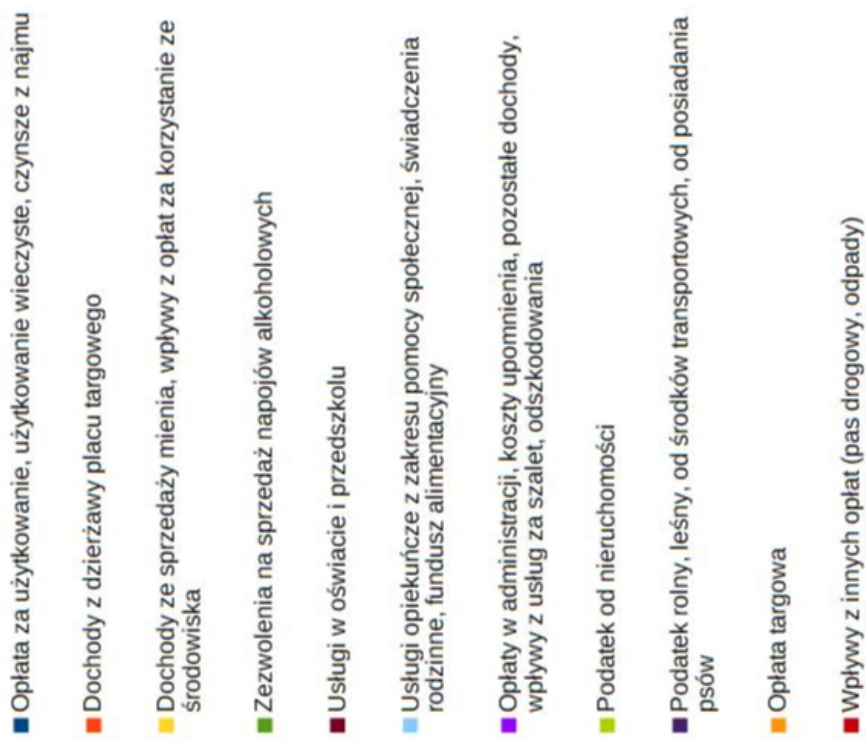 Opłata za użytkowanie, użytkowanie wieczyste, czynsze z najmu
Dochody z dzierżawy placu targowego
Dochody ze sprzedaży mienia, wpływy z opłat za korzystanie ze
środowiska
Zezwolenia na sprzedaż napojów alkoholowych
Usługi w oświacie i przedszkolu
Usługi opiekuńcze z zakresu pomocy społecznej, świadczenia
rodzinne, fundusz alimentacyjny
Opłaty w administracji, koszty upomnienia, pozostałe dochody,
wpływy z usług za szalet, odszkodowania
Podatek od nieruchomości
Podatek rolny, leśny, od środków transportowych, od posiadania
psów
Opłata targowa
Wpływy z innych opłat (pas drogowy, odpady)